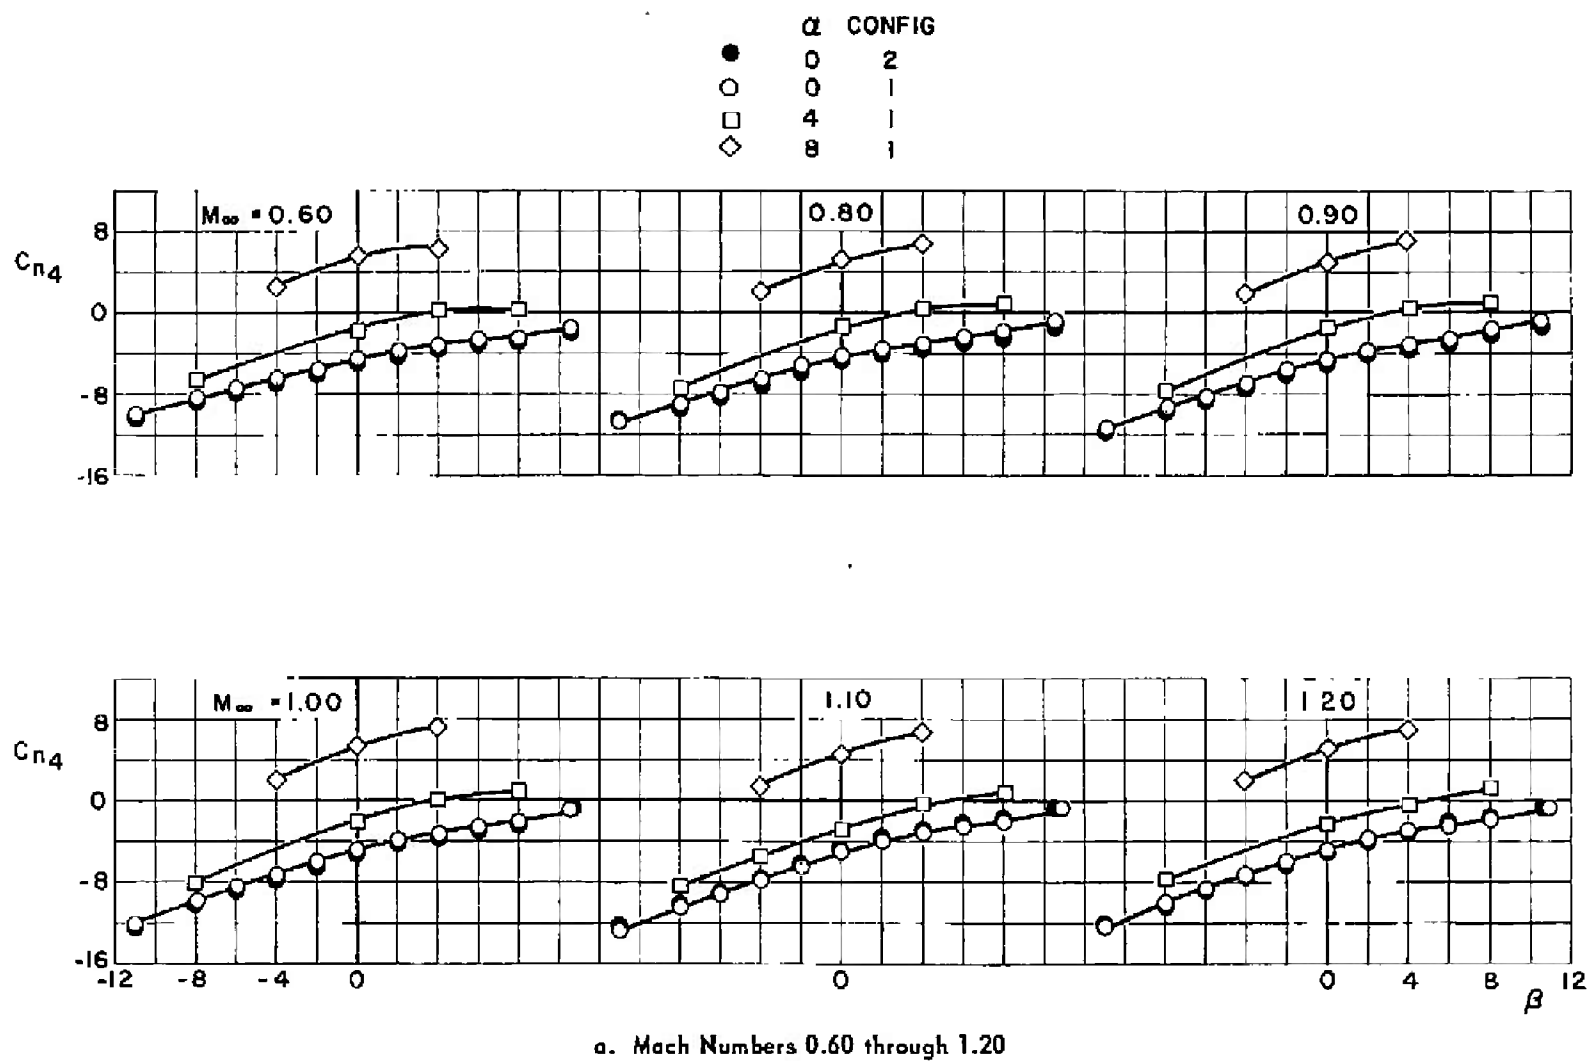 α CONFIG
0 2
0 1
4 1
8 1
M∞ = 0.60 0.80 0.90
Cn4
8
0
-8
-16
M∞ = 1.00 1.10 1 20
Cn4
8
0
-8
-16
-12 -8 -4 0 0 0 4 8 12
β
a. Mach Numbers 0.60 through 1.20